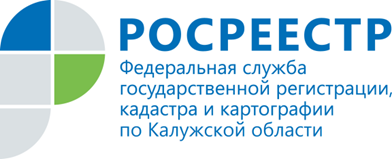 РОСРЕЕСТР
Федеральная служба
государственной регистрации,
кадастра и картографии
по Калужской области